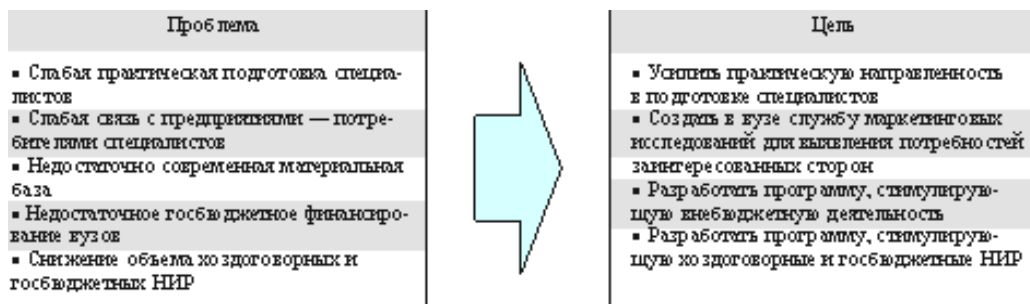 Проблема
▪ Слабая практическая подготовка специа-
листов
▪ Слабая связь с предприятиями — потре-
бителями специалистов
▪ Недостаточно современная материальная
база
▪ Недостаточное госбюджетное финансиро-
вание вузов
▪ Снижение объема хоздоговорных и
госбюджетных НИР
Цель
▪ Усилить практическую направленность
в подготовке специалистов
▪ Создать в вузе службу маркетинговых
исследований для выявления потребностей
заинтересованных сторон
▪ Разработать программу, стимулирую-
щую внебюджетную деятельность
▪ Разработать программу, стимулирую-
щую хоздоговорные и госбюджетные НИР